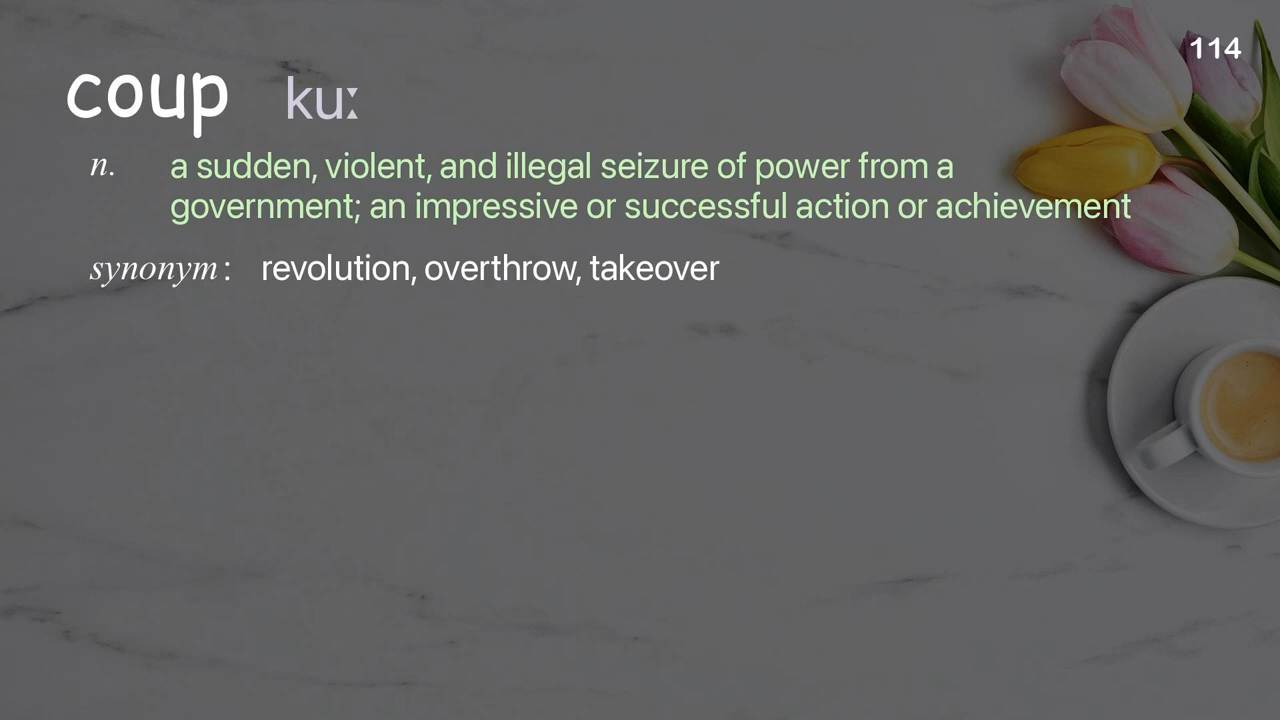 114
coup kuː
n. a sudden, violent, and illegal seizure of power from a
government; an impressive or successful action or achievement
synonym: revolution, overthrow, takeover